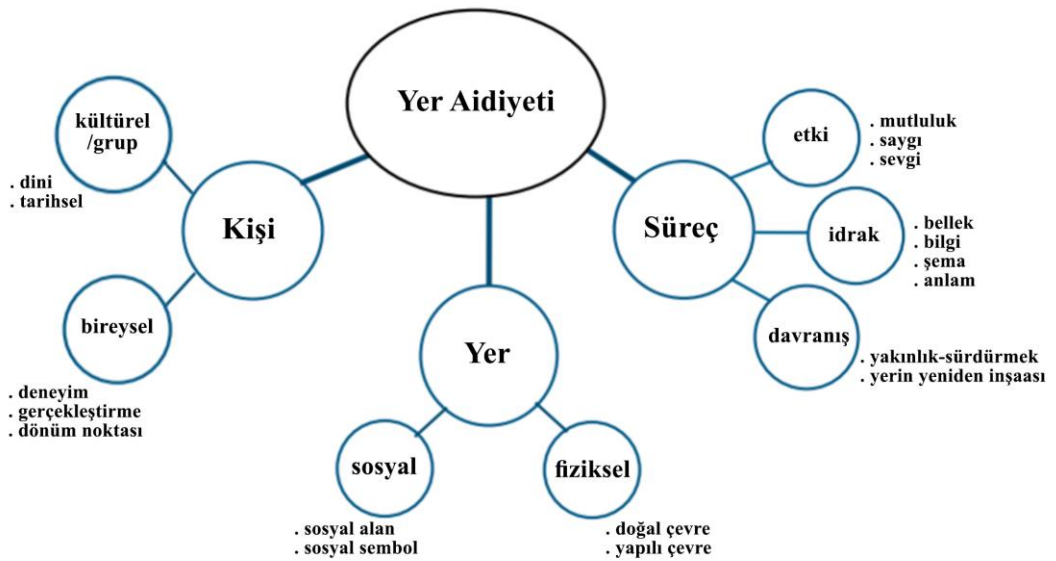 Yer Aidiyeti
kültürel
/grup
. dini
. tarihsel
Kişi
bireysel
. deneyim
. gerçekleştirme
. dönüm noktası
Yer
sosyal
. sosyal alan
. sosyal sembol
fiziksel
. doğal çevre
. yapılı çevre
Süreç
etki
. mutluluk
. saygı
. sevgi
idrak
. bellek
. bilgi
. şema
. anlam
davranış
. yakınlık-sürdürmek
. yerin yeniden inşaası